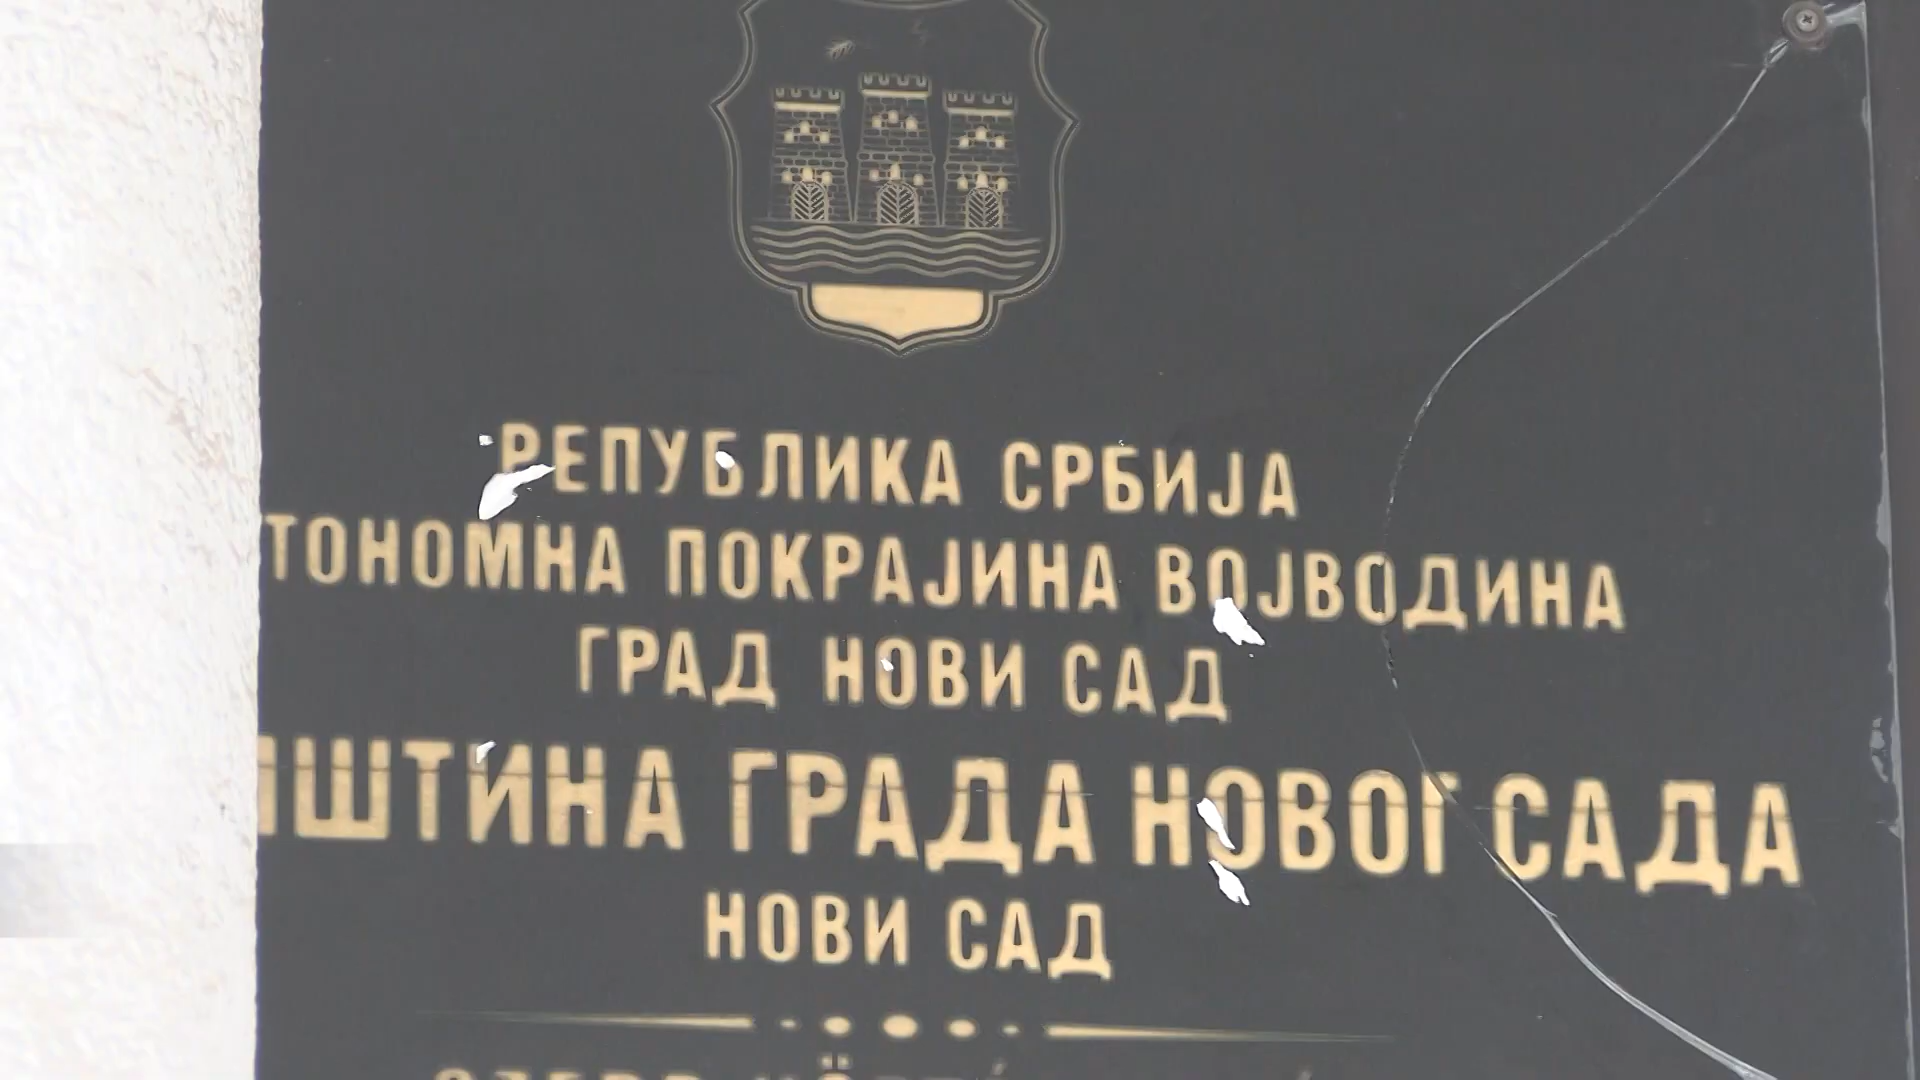 РЕПУБЛИКА СРБИЈА
ТОНОМНА ПОКРАЈИНА ВОЈВОДИНА
ГРАД НОВИ САД
ШТИНА ГРАДА НОВОГ САДА
НОВИ САД